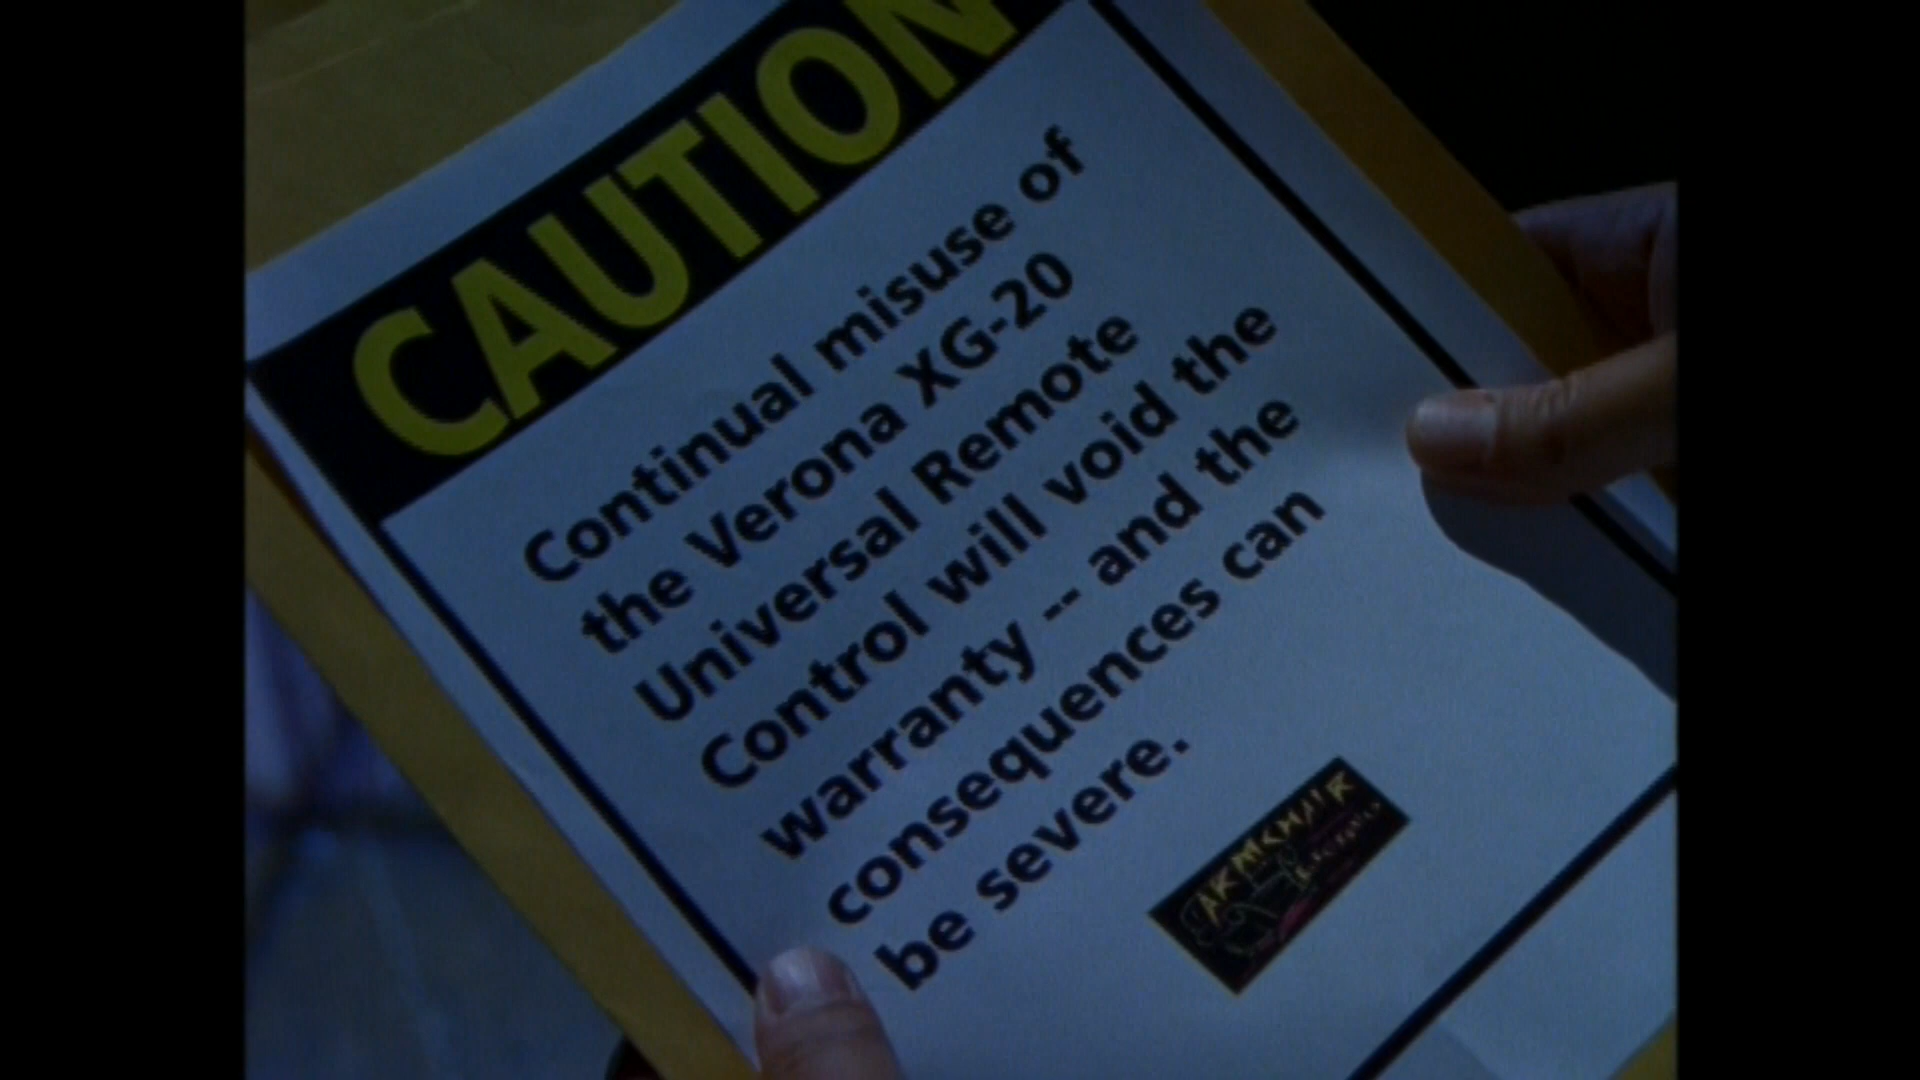 CAUTION
Continual misuse of
the Verona XG-20
Universal Remote
Control will void the
warranty -- and the
consequences can
be severe.
ARMCHAIR